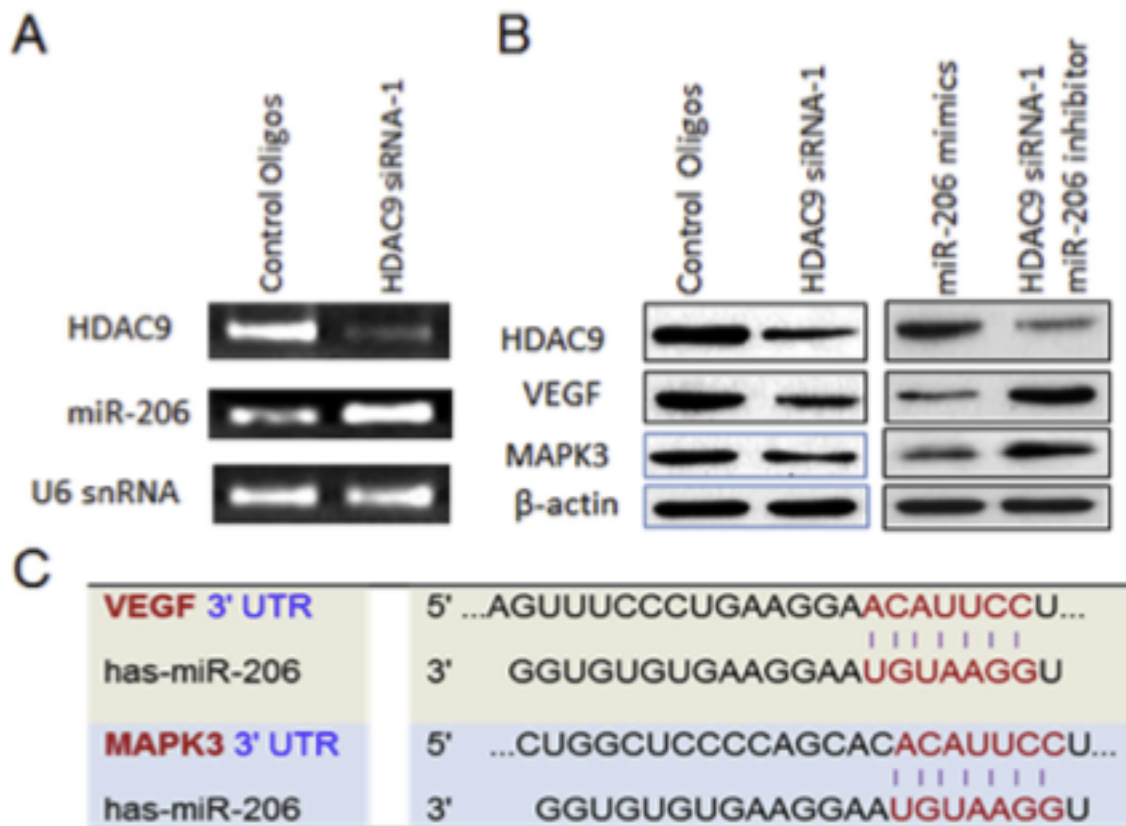 A
B
Control Oligos
HDAC9 siRNA-1
Control Oligos
HDAC9 siRNA-1
miR-206 mimics
HDAC9 siRNA-1
miR-206 inhibitor
HDAC9
miR-206
U6 snRNA
HDAC9
VEGF
MAPK3
β-actin
C
VEGF 3' UTR 5' ...AGUUUCCCUGAAGGAACAUUCCU...
has-miR-206 3' GGUGUGUGAAGGAAUGUAAGGU
MAPK3 3' UTR 5' ...CUGGCUCCCCAGCACACAUUCCU...
has-miR-206 3' GGUGUGUGAAGGAAUGUAAGGU